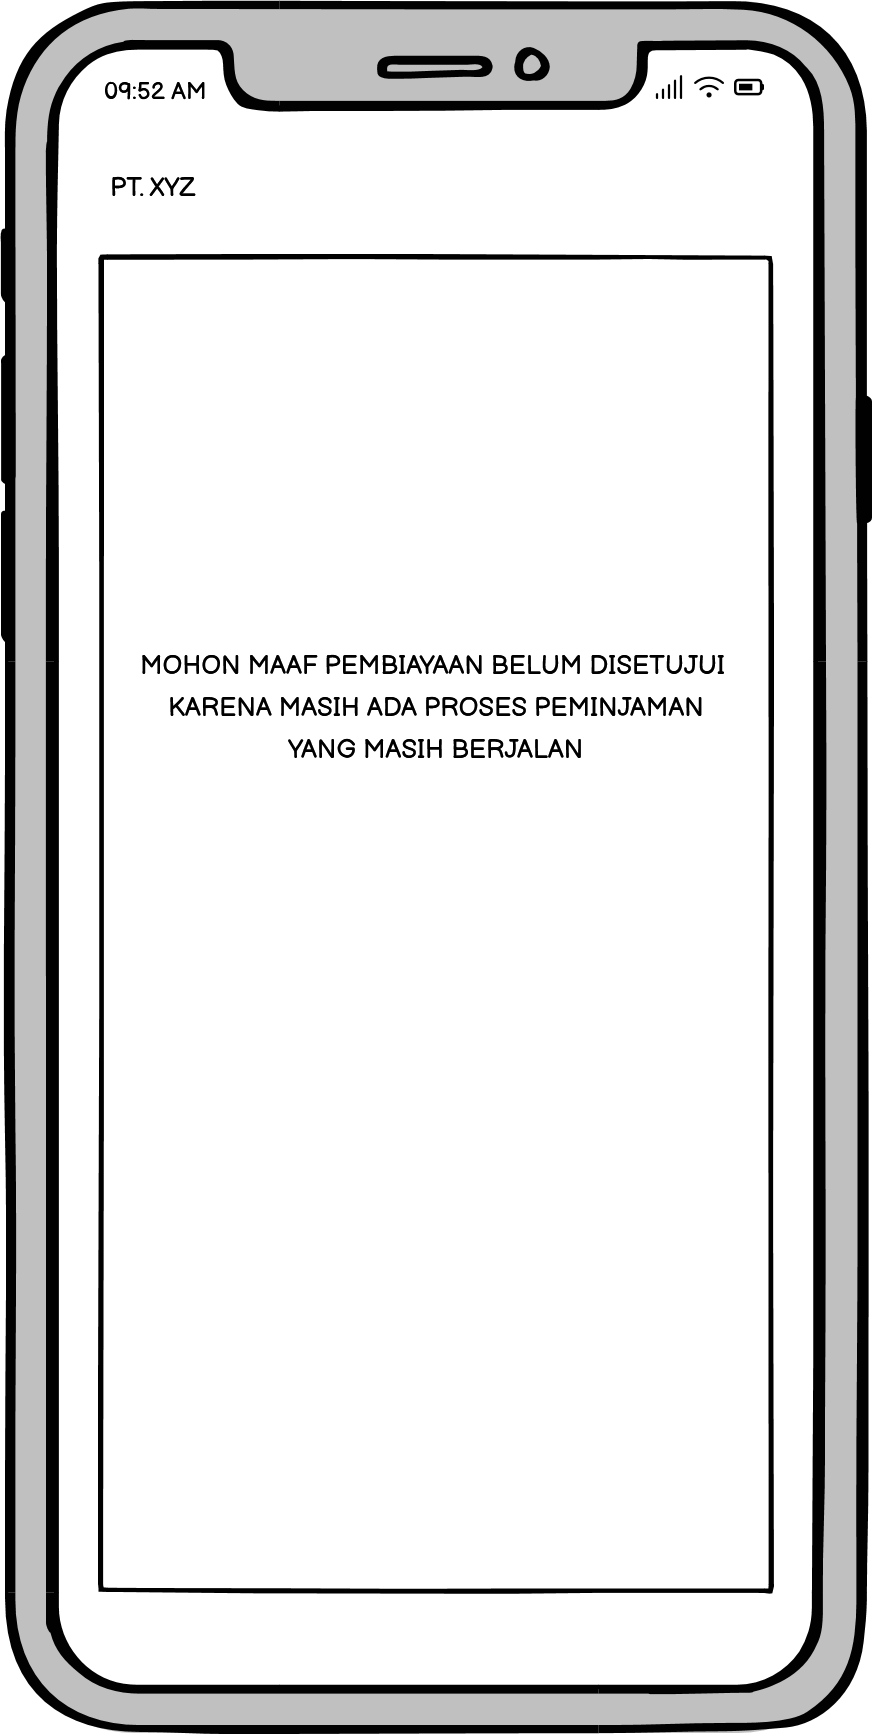 09:52 AM
PT. XYZ
MOHON MAAF PEMBIAYAAN BELUM DISETUJUI
KARENA MASIH ADA PROSES PEMINJAMAN
YANG MASIH BERJALAN